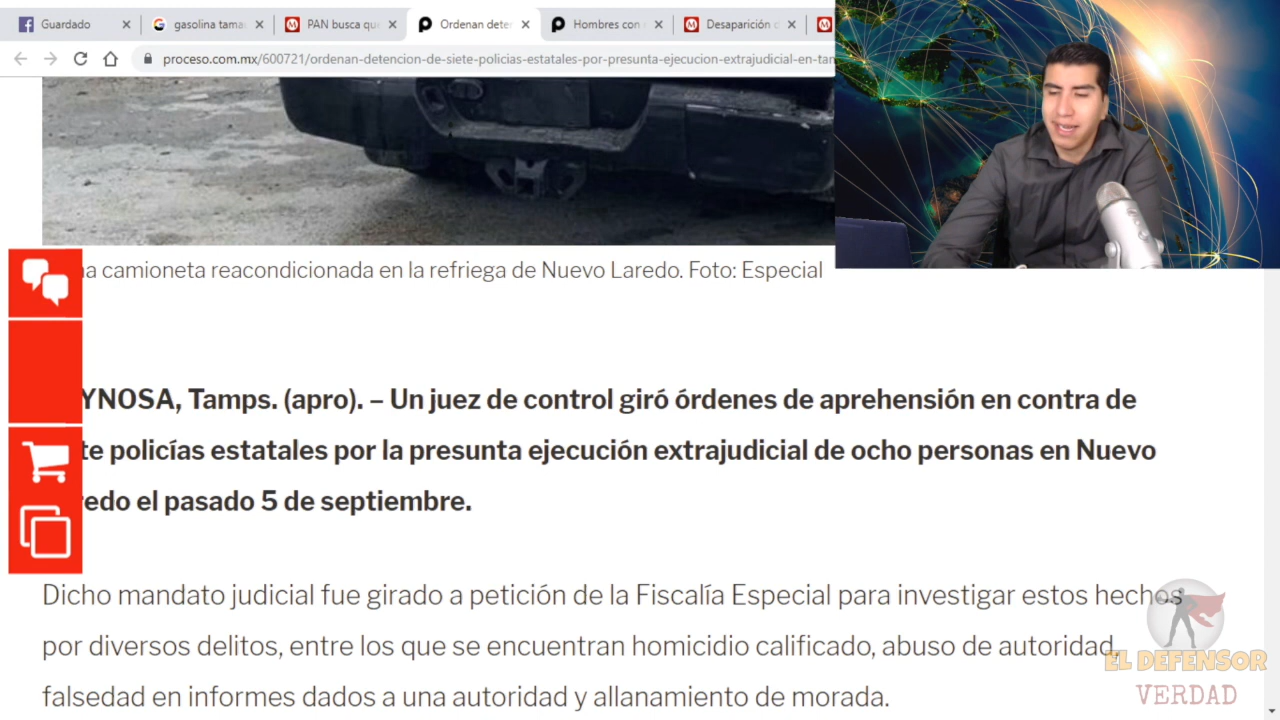 Guardado
gasolina tama
PAN busca qu
Ordenan dete
Hombres con
Desaparición d
proceso.com.mx/600721/ordenan-detencion-de-siete-policias-estatales-por-presunta-ejecucion-extrajudicial-en-tam
a camioneta reacondicionada en la refriega de Nuevo Laredo. Foto: Especial
YNOSA, Tamps. (apro). – Un juez de control giró órdenes de aprehensión en contra de
te policías estatales por la presunta ejecución extrajudicial de ocho personas en Nuevo
redo el pasado 5 de septiembre.
Dicho mandato judicial fue girado a petición de la Fiscalía Especial para investigar estos hechos
por diversos delitos, entre los que se encuentran homicidio calificado, abuso de autoridad,
falsedad en informes dados a una autoridad y allanamiento de morada.
EL DEFENSOR
VERDAD